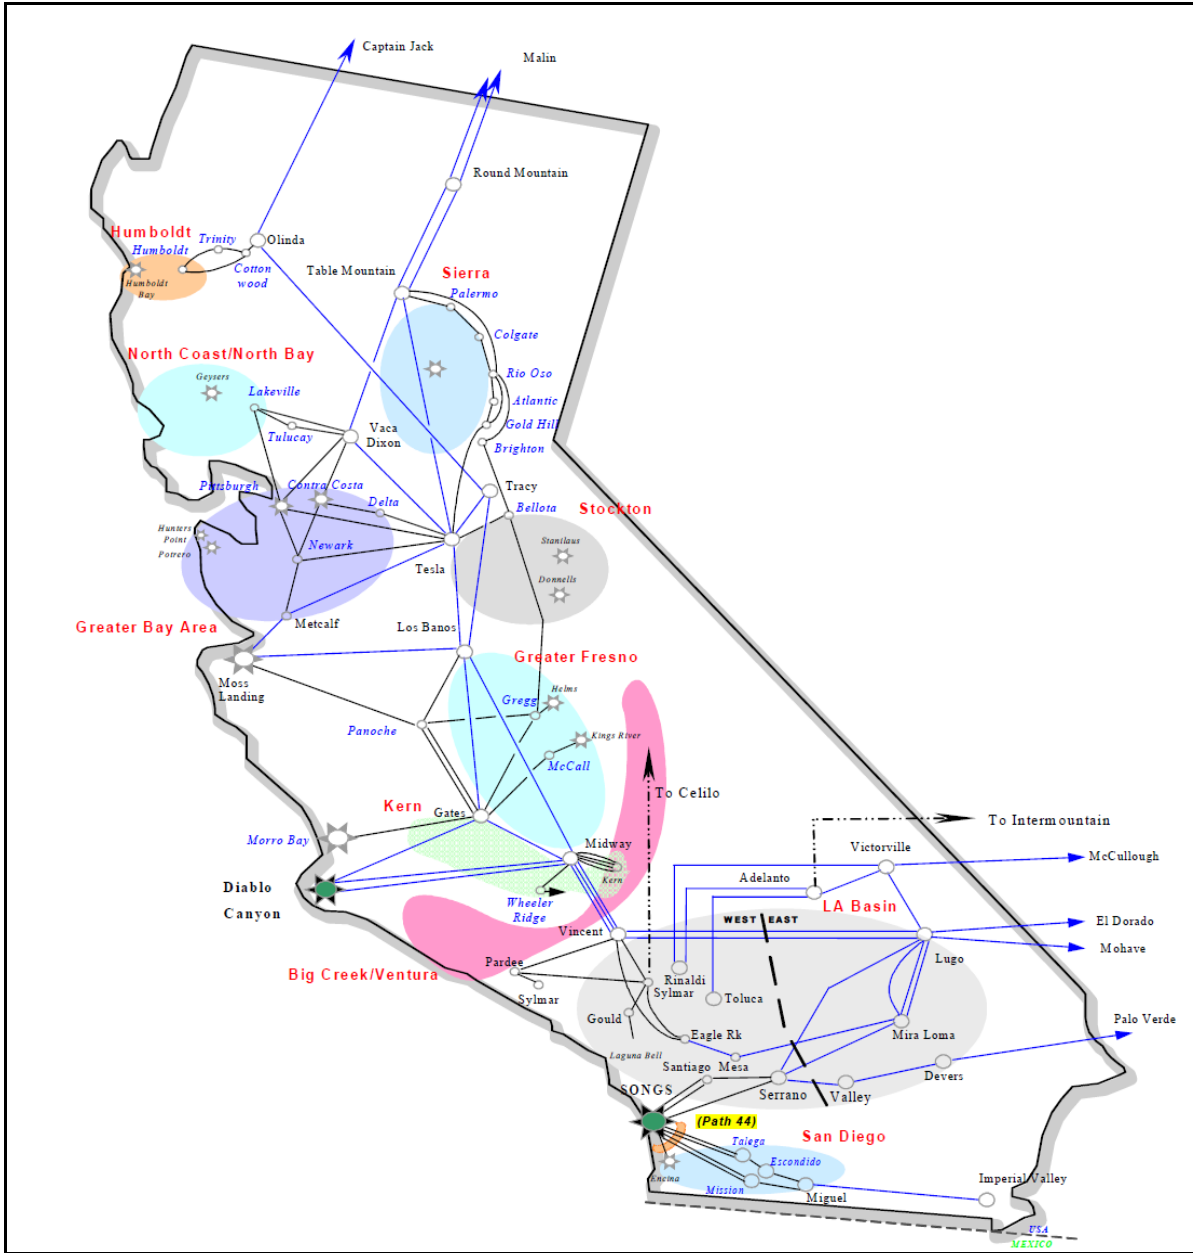 Captain Jack
Malin
Round Mountain
Humboldt
Humboldt
Trinity
Olinda
Cotton
wood
Humboldt
Bay
Table Mountain
Sierra
Palermo
Colgate
North Coast/North Bay
Geysers
Rio Oso
Lakeville
Atlantic
Tulucay
Vaca
Dixon
Gold Hill
Brighton
Pittsburgh
Contra Costa
Tracy
Delta
Bellota
Stockton
Hunters
Point
Potrero
Newark
Stanilaus
Tesla
Donnells
Greater Bay Area
Metcalf
Los Banos
Greater Fresno
Moss
Landing
Helms
Gregg
Panoche
Kings River
McCall
Kern
To Celilo
Gates
Morro Bay
To Intermountain
Midway
Victorville
McCullough
Kern
Adelanto
Diablo
Canyon
Wheeler
Ridge
LA Basin
WEST
EAST
El Dorado
Vincent
Mohave
Big Creek/Ventura
Pardee
Lugo
Rinaldi
Sylmar
Sylmar
Toluca
Gould
Palo Verde
Eagle Rk
Mira Loma
Laguna Bell
Santiago
Mesa
Devers
SONGS
Serrano
Valley
(Path 44)
San Diego
Talega
Escondido
Encina
Mission
Miguel
Imperial Valley
USA
MEXICO